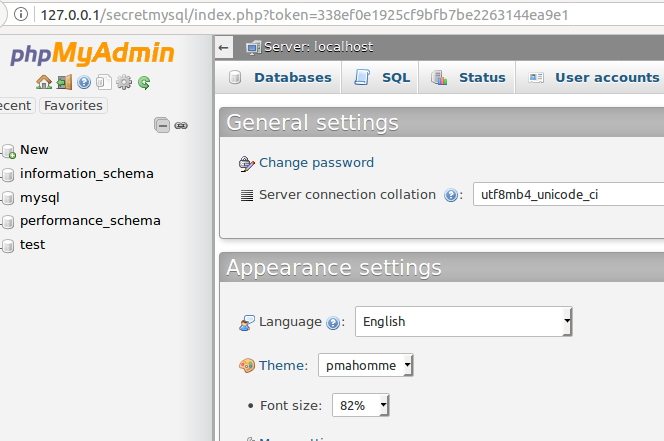 127.0.0.1/secretmysql/index.php?token=338ef0e1925cf9bfb7be2263144ea9e1
phpMyAdmin
ecent Favorites
New
information_schema
mysql
performance_schema
test
Server: localhost
Databases SQL Status User accounts
General settings
Change password
Server connection collation : utf8mb4_unicode_ci
Appearance settings
Language : English
Theme: pmahomme
• Font size: 82%